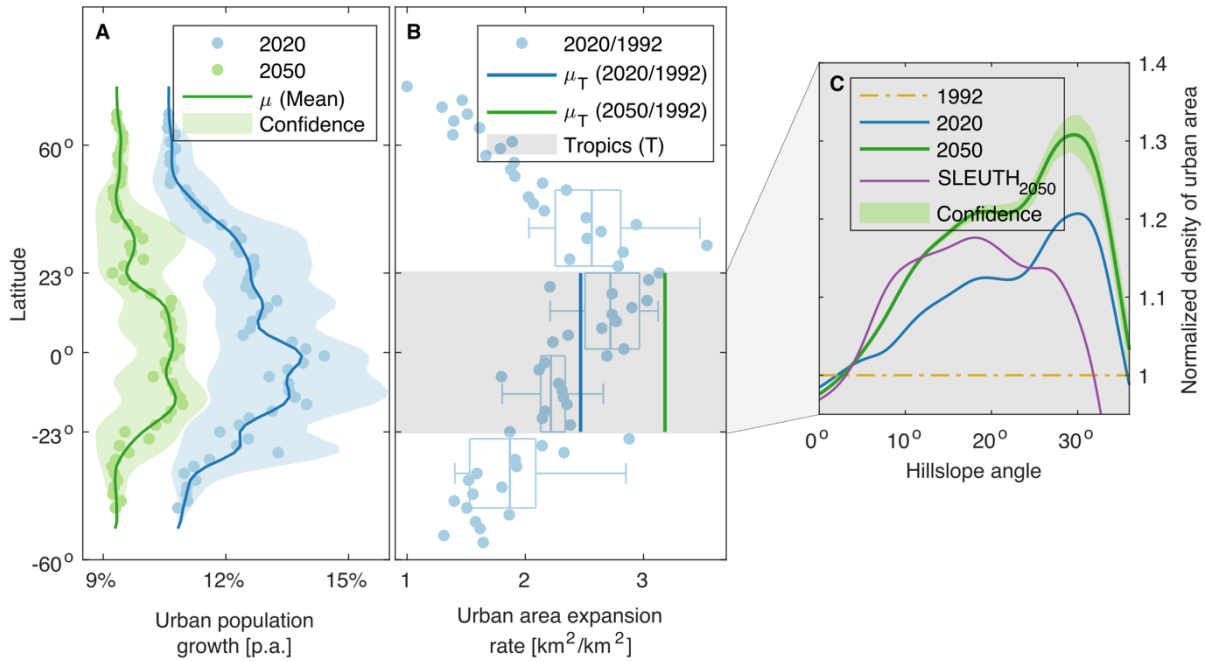 A
2020
2050
μ (Mean)
Confidence
60°
23°
0°
-23°
-60°
Latitude
9%
12%
15%
Urban population
growth [p.a.]
B
2020/1992
μT (2020/1992)
μT (2050/1992)
Tropics (T)
1
2
3
Urban area expansion
rate [km²/km²]
C
1992
2020
2050
SLEUTH2050
Confidence
1.4
1.3
1.2
1.1
1
Normalized density of urban area
0°
10°
20°
30°
Hillslope angle